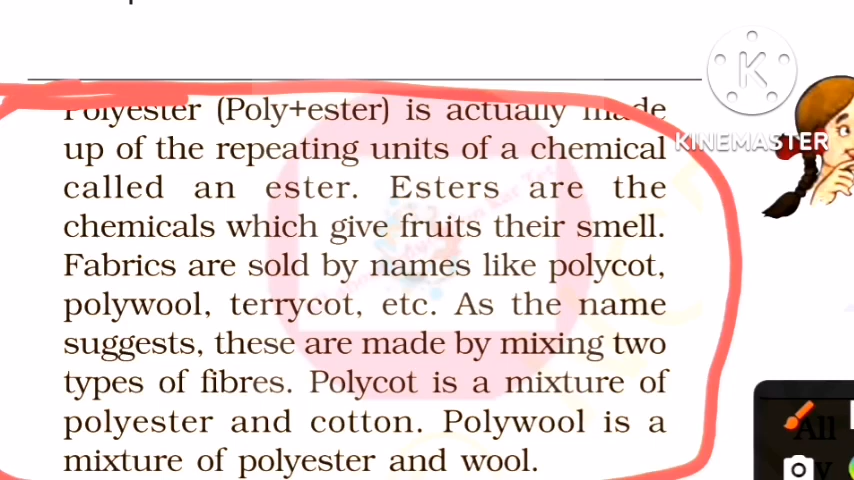 KINEMASTER
Polyester (Poly+ester) is actually made
up of the repeating units of a chemical
called an ester. Esters are the
chemicals which give fruits their smell.
Fabrics are sold by names like polycot,
polywool, terrycot, etc. As the name
suggests, these are made by mixing two
types of fibres. Polycot is a mixture of
polyester and cotton. Polywool is a
mixture of polyester and wool.
All